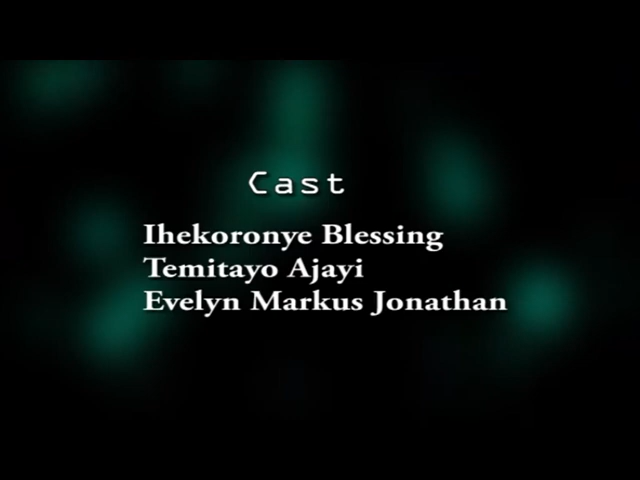 Cast
Ihekoronye Blessing
Temitayo Ajayi
Evelyn Markus Jonathan